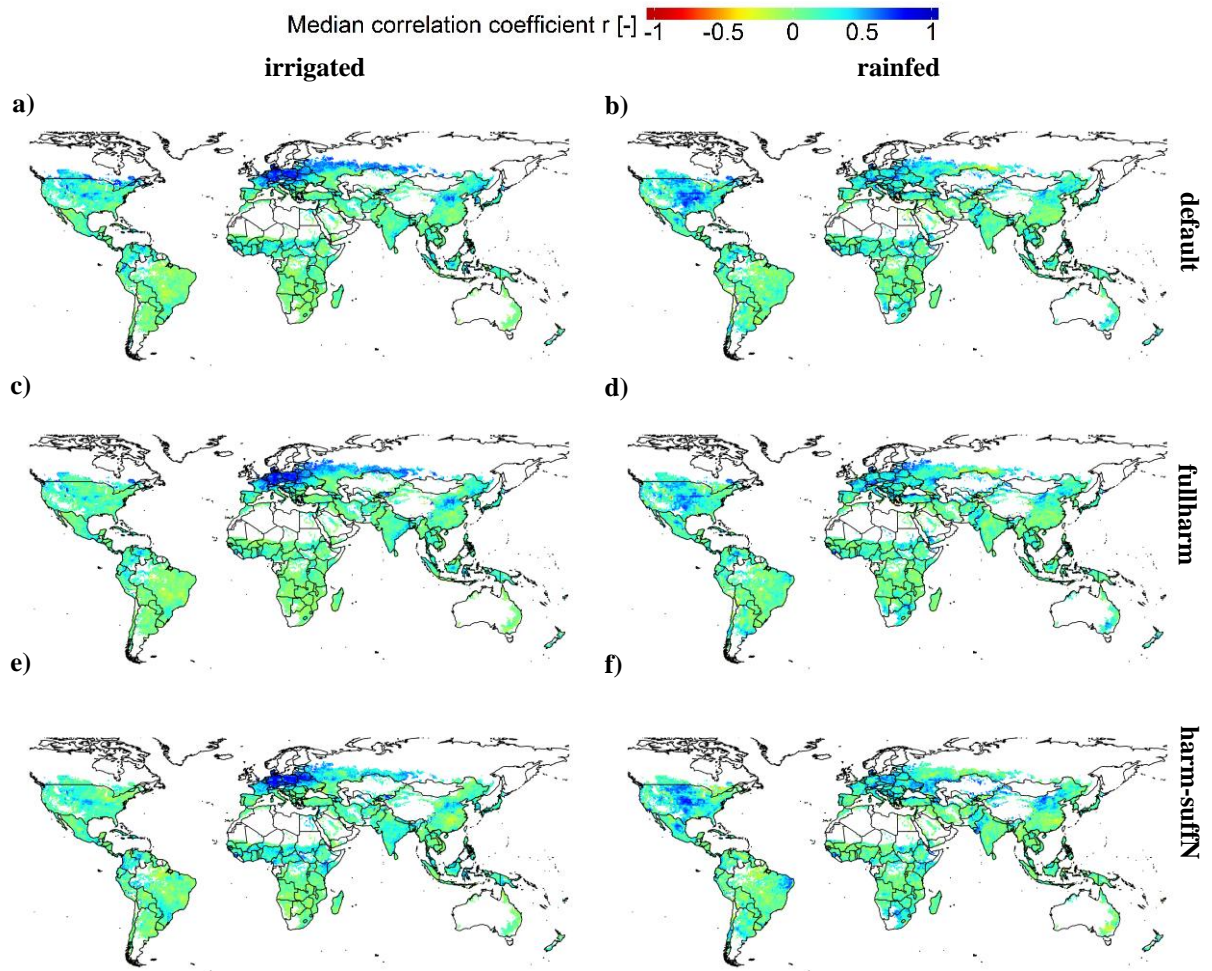 Median correlation coefficient r [-]
-1 -0.5 0 0.5 1
irrigated rainfed
a) b)
default
c) d)
fullharm
e) f)
harm-suffN